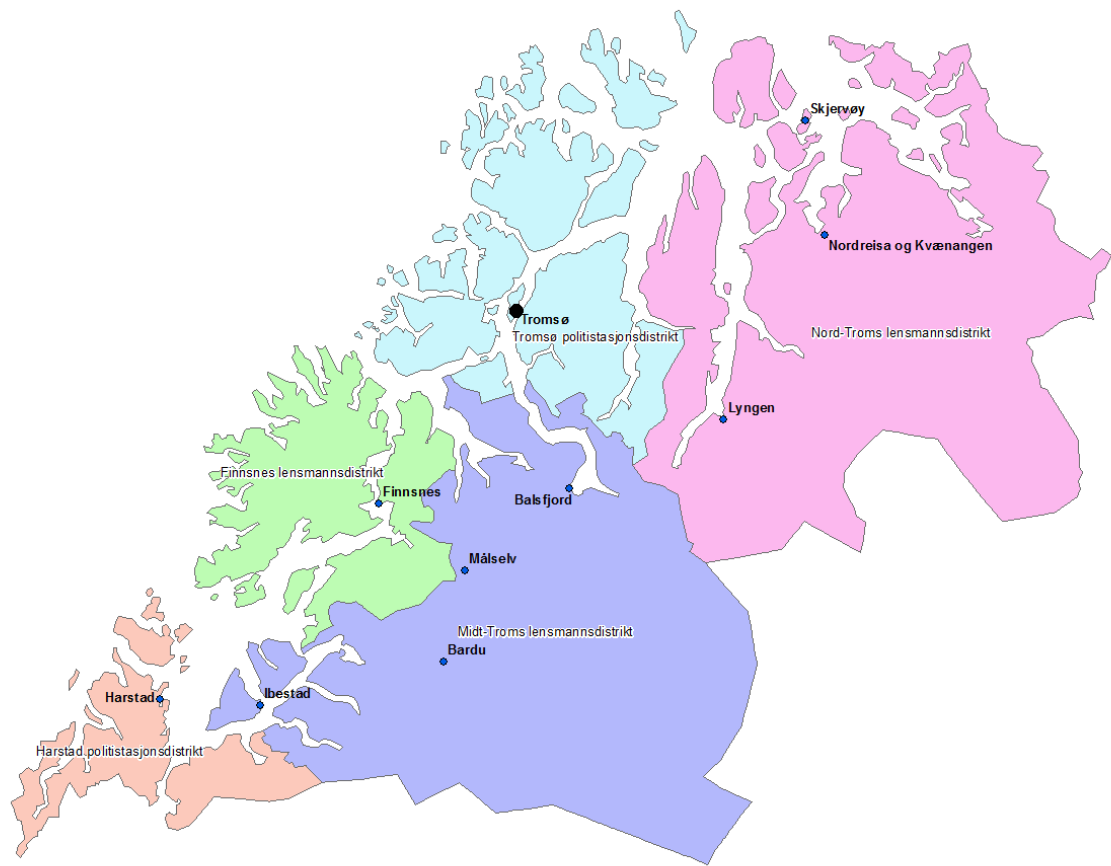 Skjervøy
Nordreisa og Kvænangen
Tromsø
Tromsø politistasjonsdistrikt
Nord-Troms lensmannsdistrikt
Lyngen
Finnsnes lensmannsdistrikt
Finnsnes
Balsfjord
Målselv
Midt-Troms lensmannsdistrikt
Bardu
Ibestad
Harstad
Harstad politistasjonsdistrikt